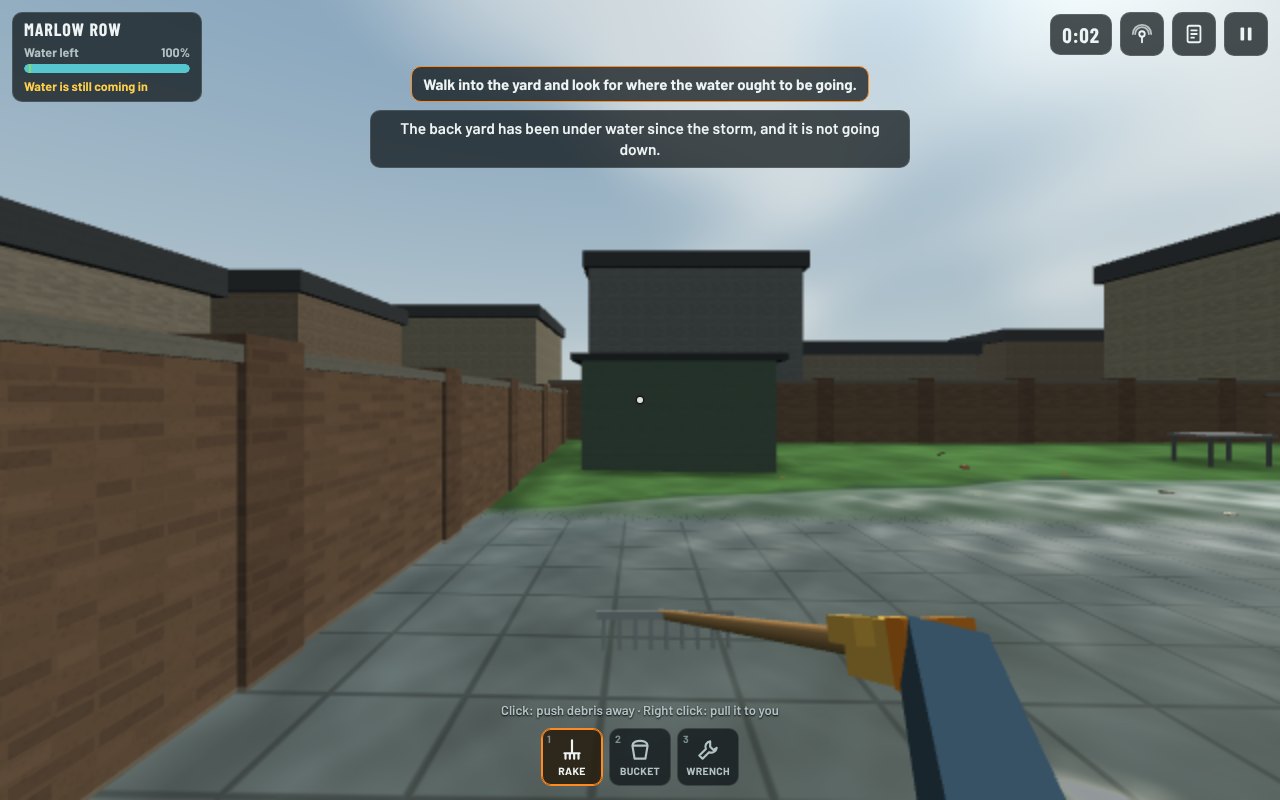 MARLOW ROW
Water left 100%
Water is still coming in
0:02
Walk into the yard and look for where the water ought to be going.
The back yard has been under water since the storm, and it is not going
down.
Click: push debris away · Right click: pull it to you
1 2 3
RAKE BUCKET WRENCH